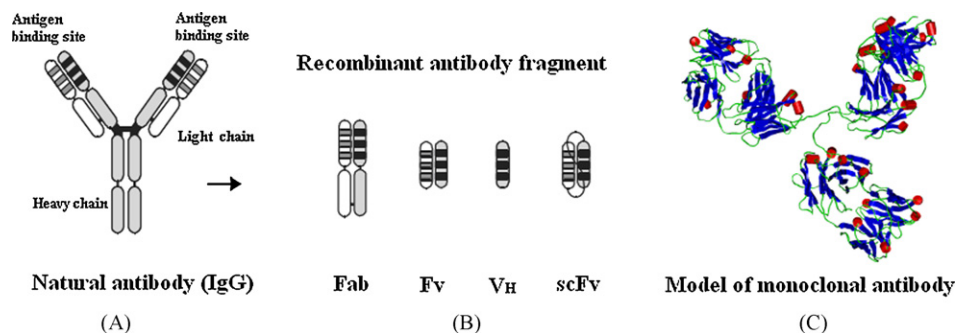 Antigen
binding site
Antigen
binding site
Light chain
Heavy chain
Natural antibody (IgG)
(A)
Recombinant antibody fragment
Fab
Fv
VH
scFv
(B)
Model of monoclonal antibody
(C)